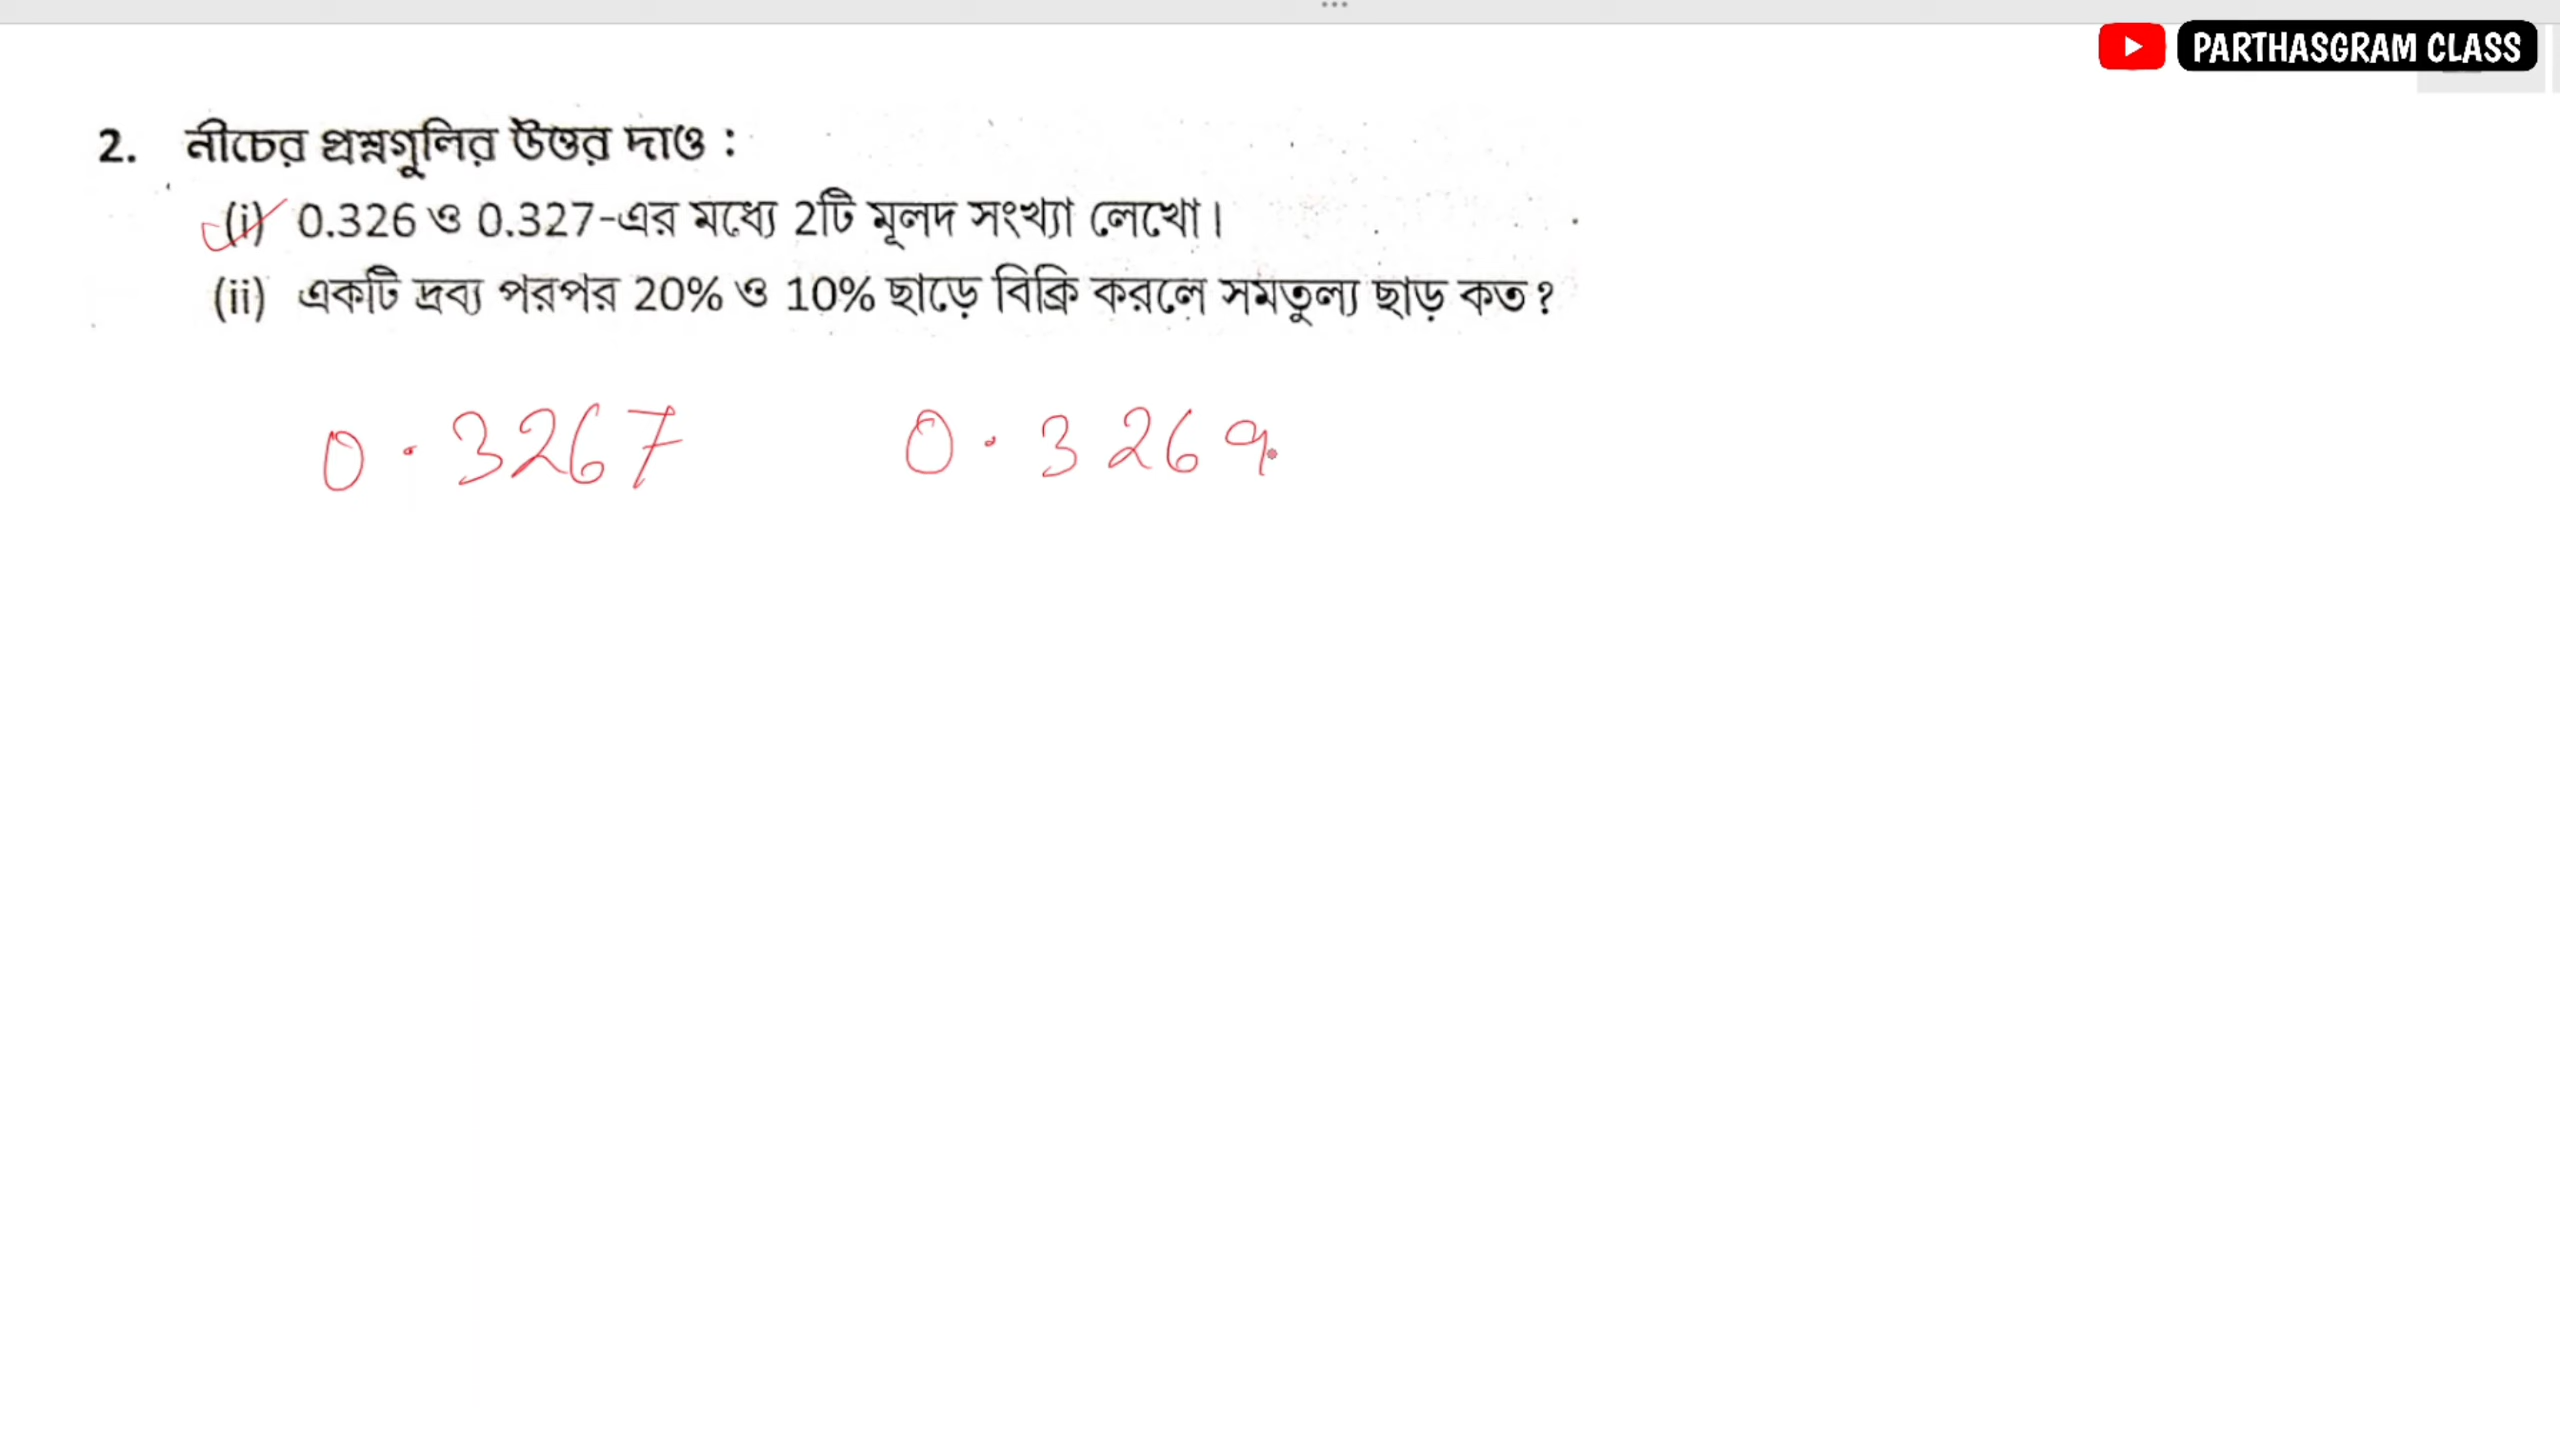 PARTHASGRAM CLASS
2. নীচের প্রশ্নগুলির উত্তর দাও :
(i) 0.326 ও 0.327-এর মধ্যে 2টি মূলদ সংখ্যা লেখো।
(ii) একটি দ্রব্য পরপর 20% ও 10% ছাড়ে বিক্রি করলে সমতুল্য ছাড় কত?
0.3267 0.3269